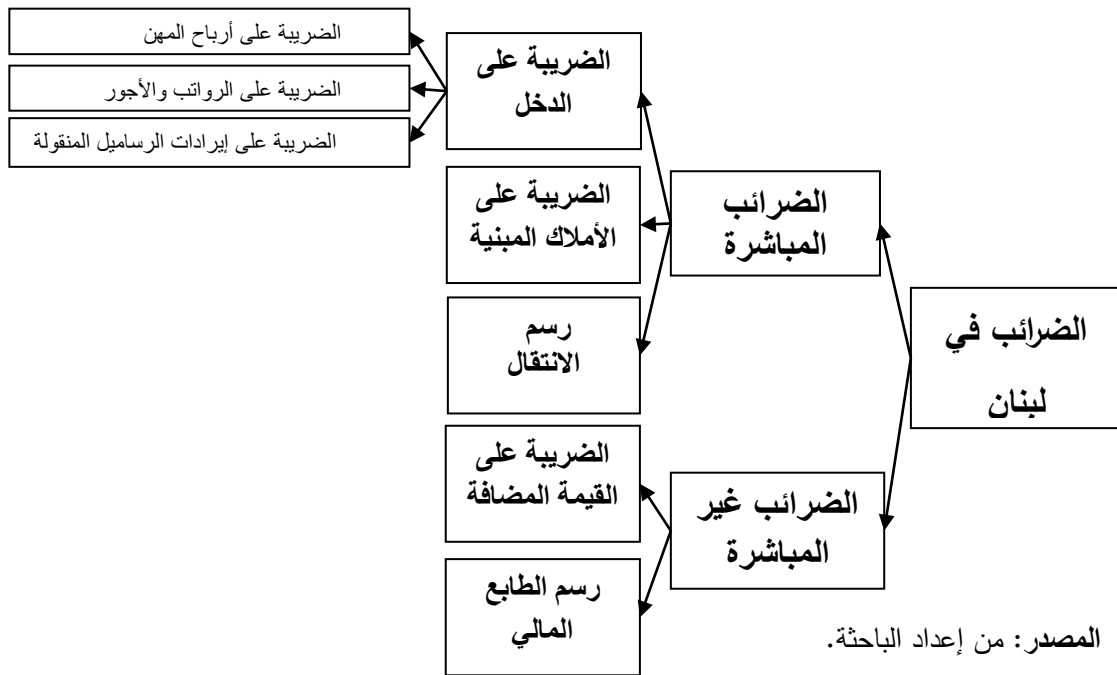 الضرائب في
لبنان
الضرائب
المباشرة
الضريبة على
الدخل
الضريبة على أرباح المهن
الضريبة على الرواتب والأجور
الضريبة على إيرادات الرساميل المنقولة
الضريبة على
الأملاك المبنية
رسم
الانتقال
الضرائب غير
المباشرة
الضريبة على
القيمة المضافة
رسم الطابع
المالي
المصدر: من إعداد الباحثة.